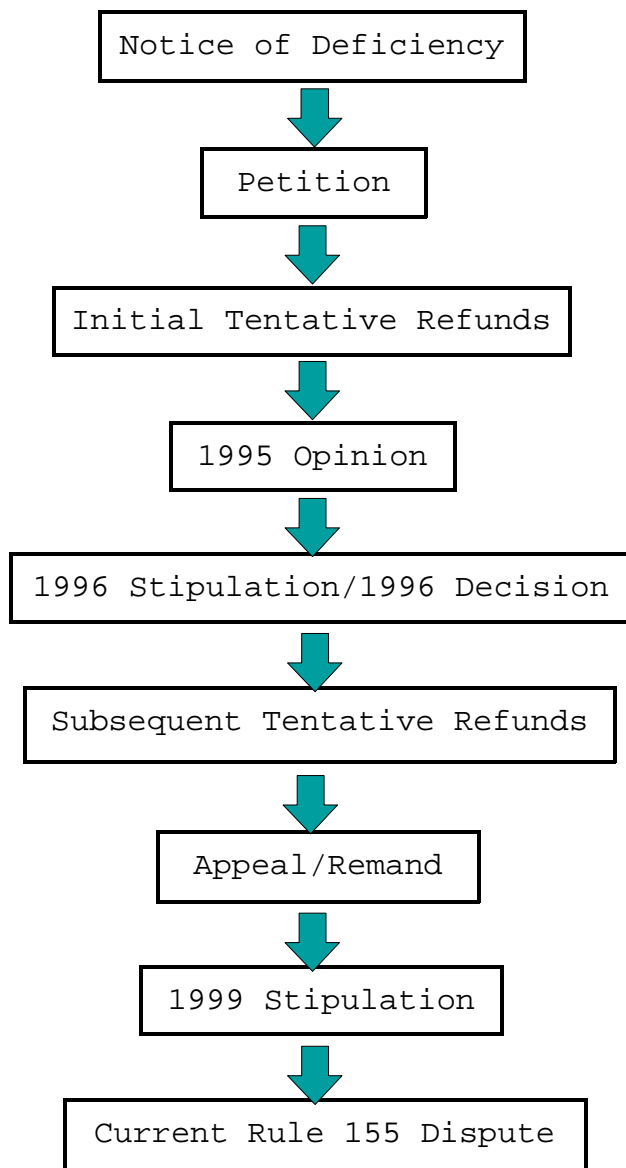 Notice of Deficiency
Petition
Initial Tentative Refunds
1995 Opinion
1996 Stipulation/1996 Decision
Subsequent Tentative Refunds
Appeal/Remand
1999 Stipulation
Current Rule 155 Dispute